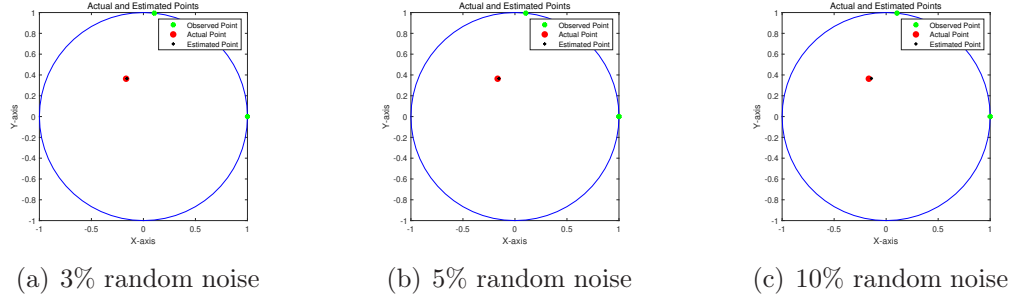 Actual and Estimated Points
1
0.8
0.6
0.4
0.2
0
-0.2
-0.4
-0.6
-0.8
-1
Y-axis
-1 -0.5 0 0.5 1
X-axis
Observed Point
Actual Point
Estimated Point
(a) 3% random noise
Actual and Estimated Points
1
0.8
0.6
0.4
0.2
0
-0.2
-0.4
-0.6
-0.8
-1
Y-axis
-1 -0.5 0 0.5 1
X-axis
Observed Point
Actual Point
Estimated Point
(b) 5% random noise
Actual and Estimated Points
1
0.8
0.6
0.4
0.2
0
-0.2
-0.4
-0.6
-0.8
-1
Y-axis
-1 -0.5 0 0.5 1
X-axis
Observed Point
Actual Point
Estimated Point
(c) 10% random noise